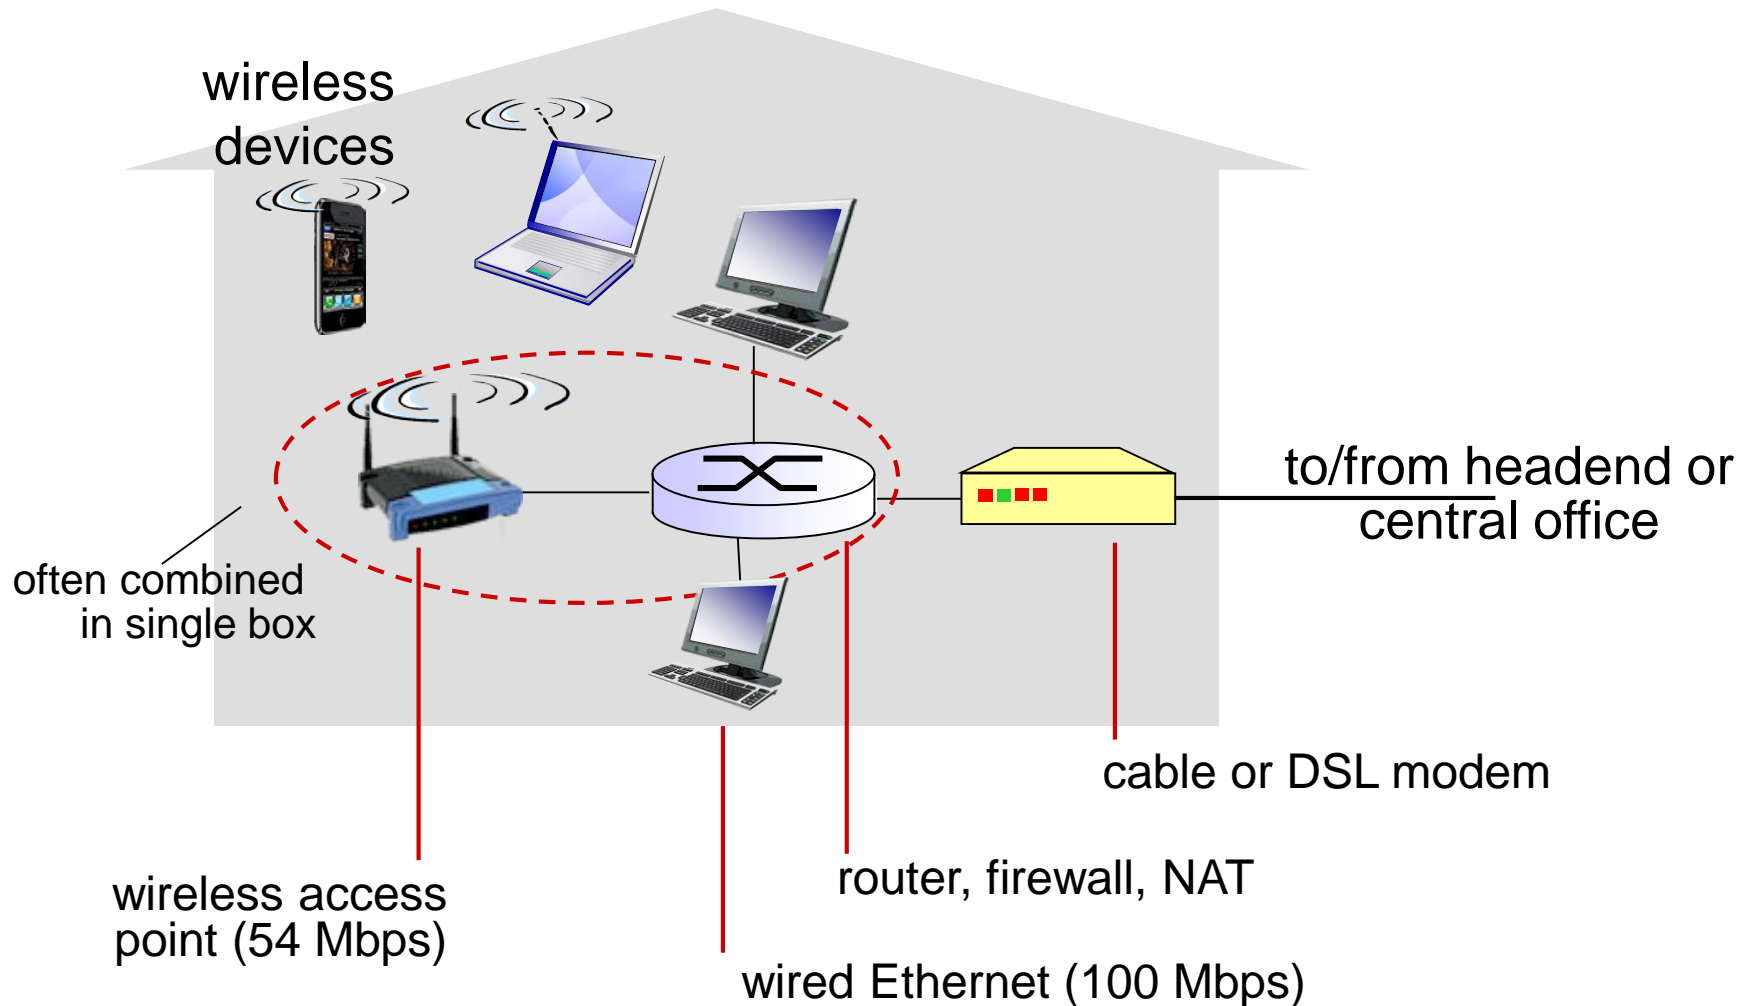 wireless
devices
to/from headend or
central office
often combined
in single box
cable or DSL modem
router, firewall, NAT
wireless access
point (54 Mbps)
wired Ethernet (100 Mbps)